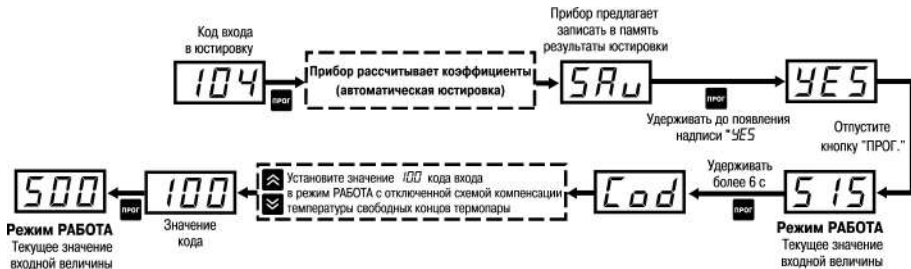 Код входа
в юстировку
104
ПРОГ
Прибор рассчитывает коэффициенты
(автоматическая юстировка)
Прибор предлагает
записать в память
результаты юстировки
SAu
ПРОГ
Удерживать до появления
надписи "YES
YES
Отпустите
кнопку "ПРОГ."
515
Режим РАБОТА
Текущее значение
входной величины
Удерживать
более 6 с
ПРОГ
Cod
Установите значение 100 кода входа
в режим РАБОТА с отключенной схемой компенсации
температуры свободных концов термопары
100
Значение
кода
ПРОГ
500
Режим РАБОТА
Текущее значение
входной величины